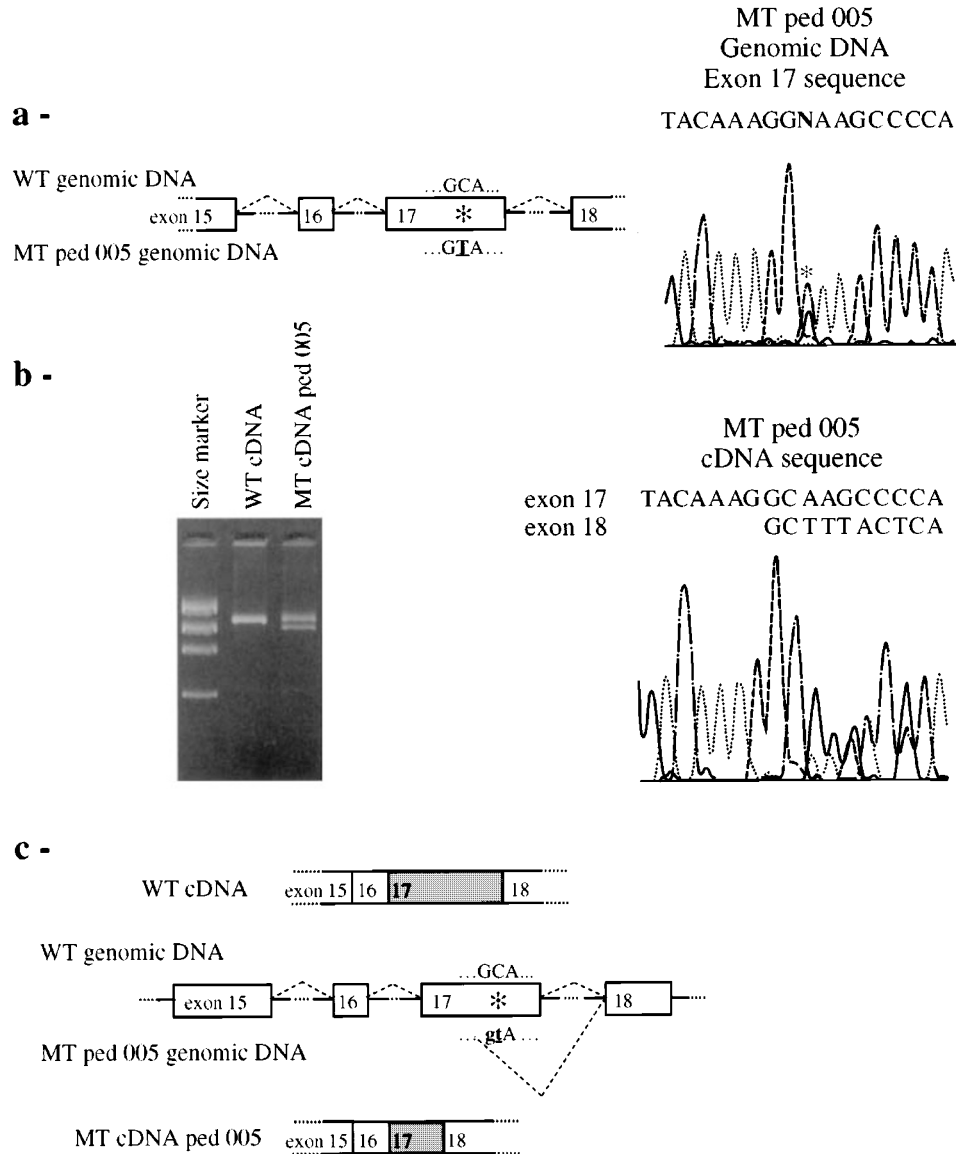 MT ped 005
Genomic DNA
Exon 17 sequence
a -
TACAAAGGNAAGCCCCA
WT genomic DNA
...GCA...
exon 15 16 17 * 18
MT ped 005 genomic DNA
...GTA...
*
b -
Size marker
WT cDNA
MT cDNA ped 005
MT ped 005
cDNA sequence
exon 17 TACAAAGGCAAGCCCCA
exon 18 GCTTTACTCA
c -
WT cDNA
exon 15 16 17 18
WT genomic DNA
...GCA...
exon 15 16 17 * 18
MT ped 005 genomic DNA
...gtA...
MT cDNA ped 005
exon 15 16 17 18